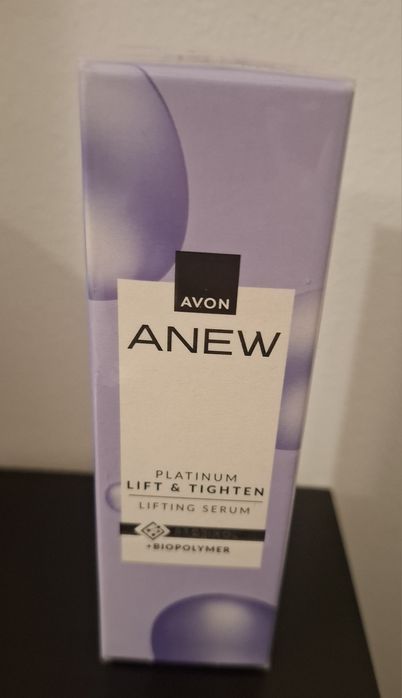 AVON
ANEW
PLATINUM
LIFT & TIGHTEN
LIFTING SERUM
+BIOPOLYMER